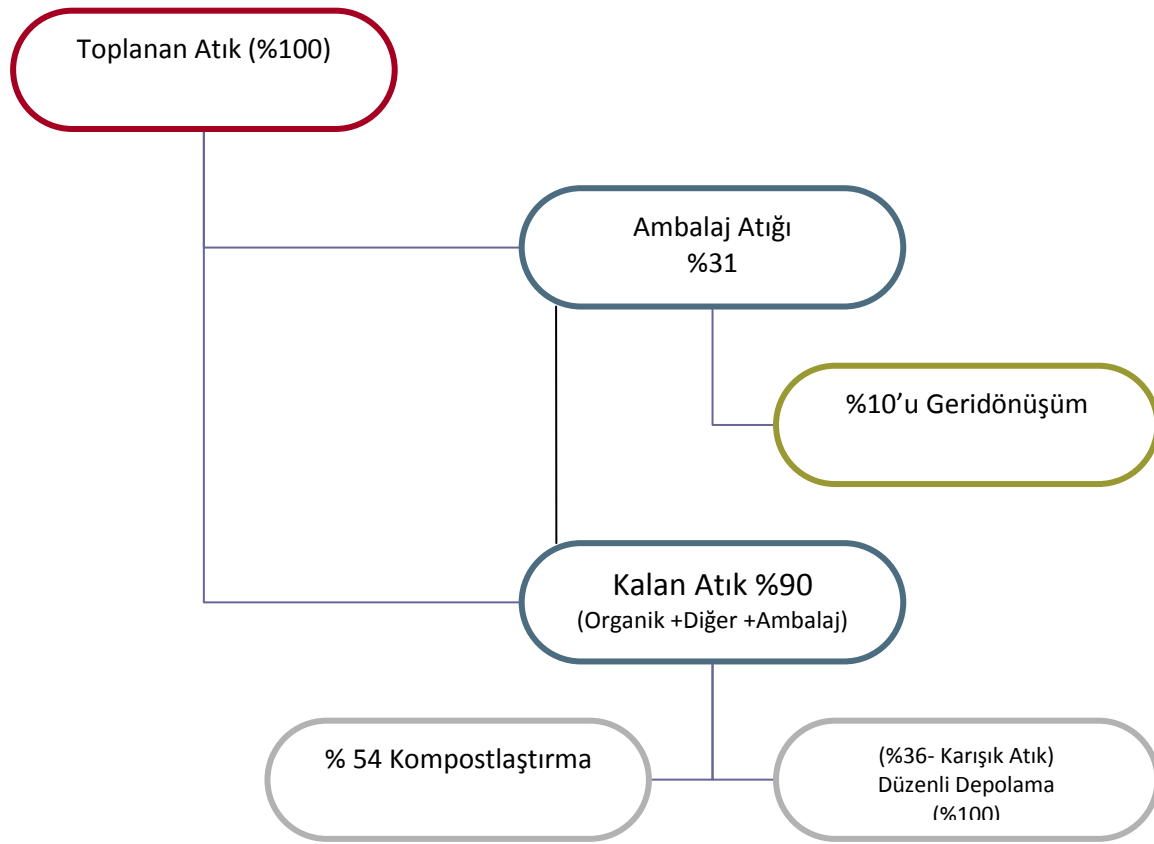 Toplanan Atık (%100)
Ambalaj Atığı
%31
%10’u Geridönüşüm
Kalan Atık %90
(Organik +Diğer +Ambalaj)
% 54 Kompostlaştırma
(%36- Karışık Atık)
Düzenli Depolama
(%100)